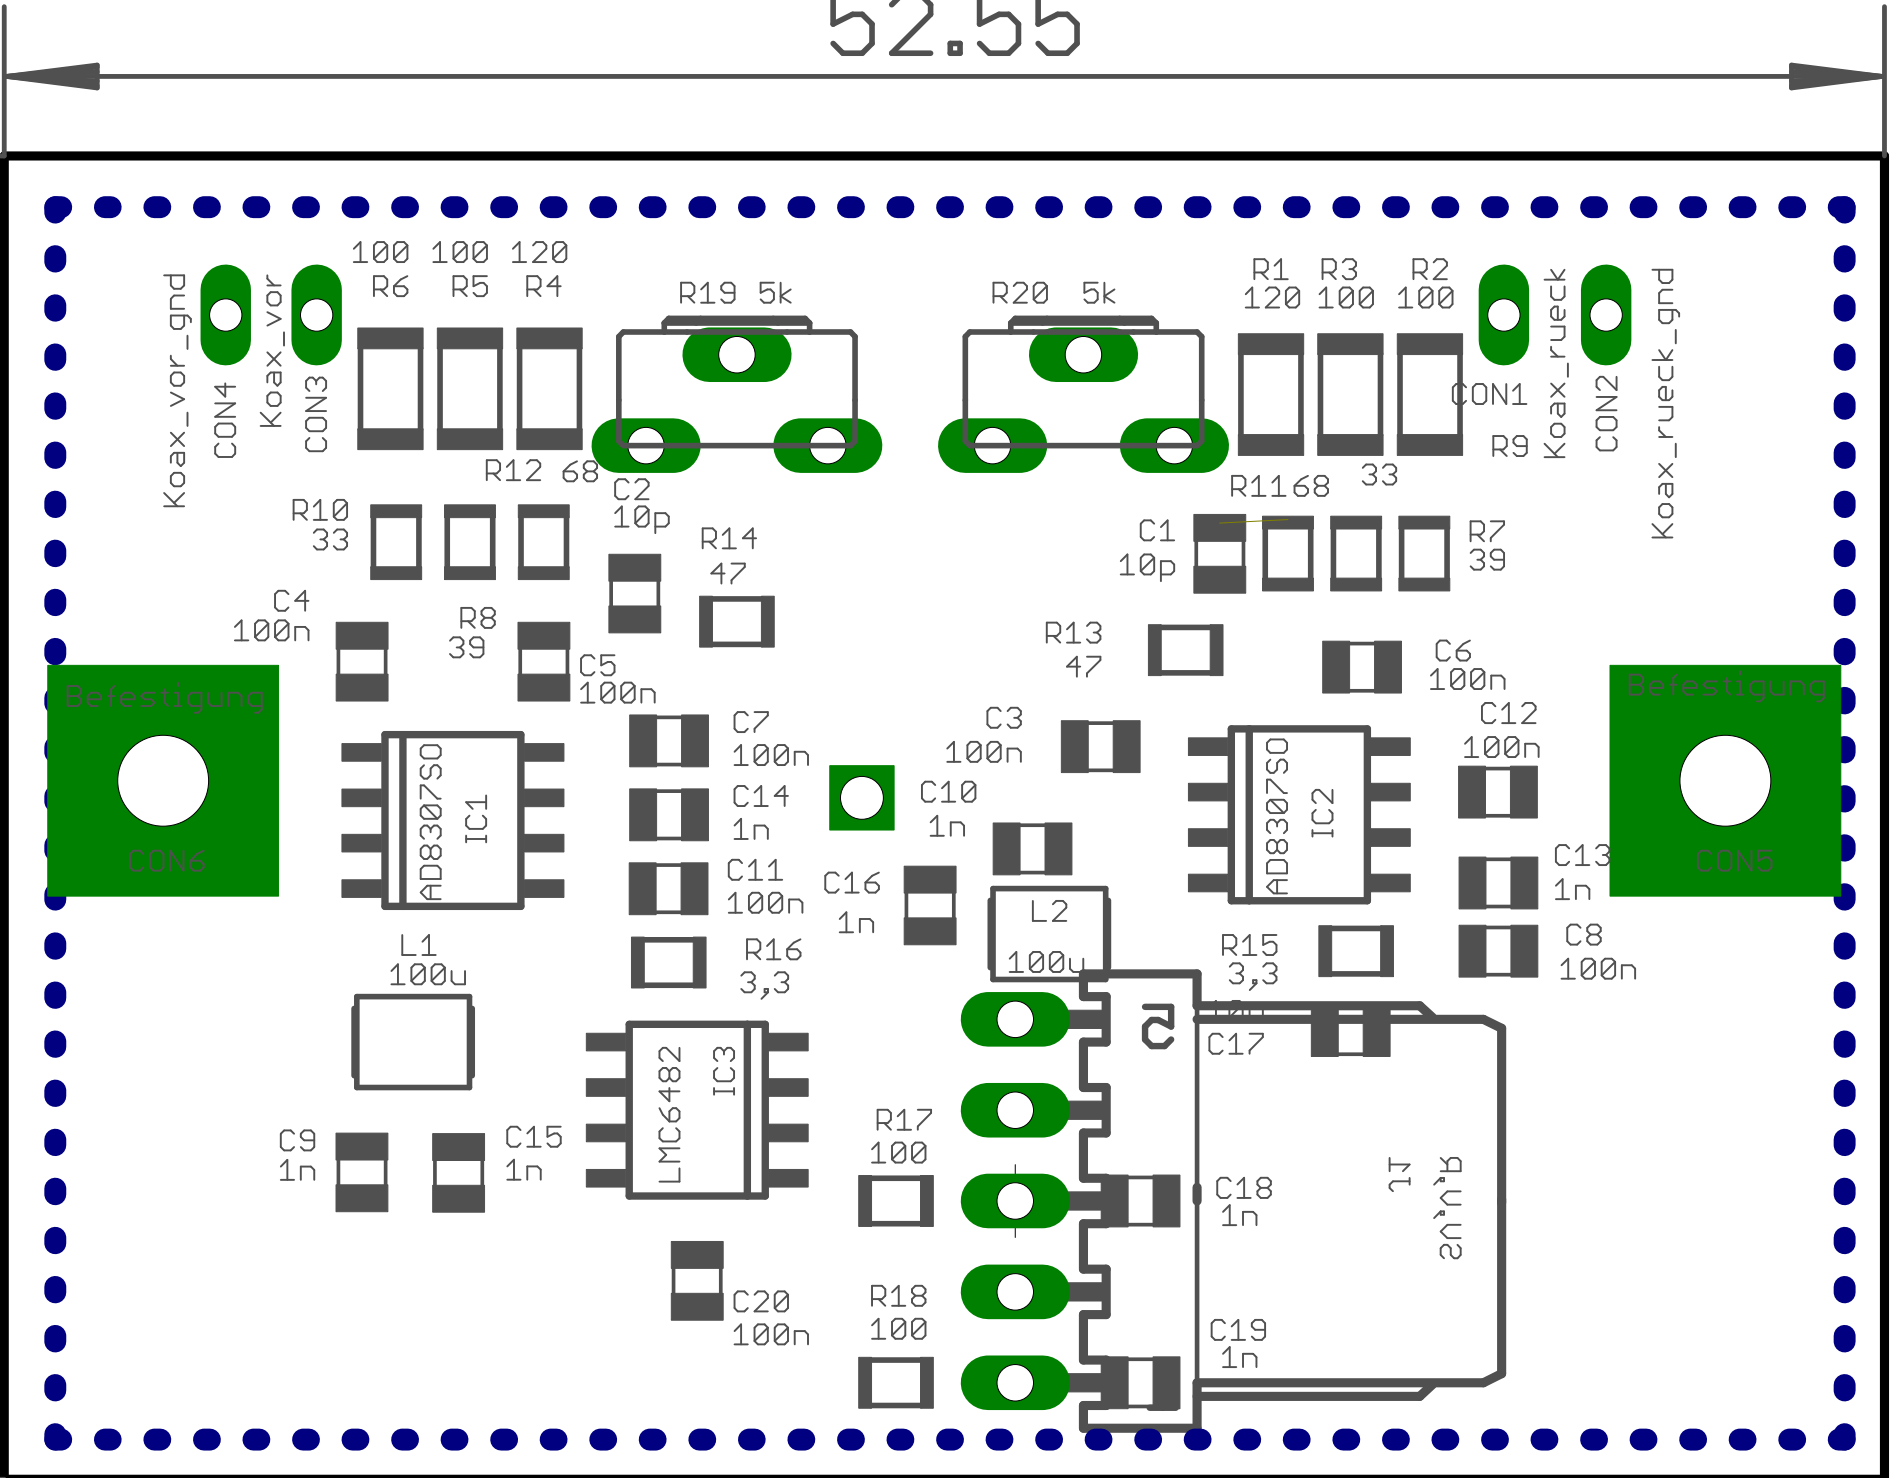 52.55
100 100 120
R6 R5 R4
R19 5k
R20 5k
R1 R3 R2
120 100 100
Koax_vor_gnd
CON4
Koax_vor
CON3
CON1
Koax_rueck
CON2
Koax_rueck_gnd
R9
33
R12 68
R1168
R10
33
C2
10p
R14
47
C1
10p
R7
39
C4
100n
R8
39
C5
100n
R13
47
C6
100n
Befestigung
CON6
Befestigung
CON5
C7
100n
C3
100n
C12
100n
AD8307SO
IC1
C14
1n
C10
1n
AD8307SO
IC2
C11
100n
C16
1n
C13
1n
L2
100u
L1
100u
R16
3,3
R15
3,3
C8
100n
10n
C17
5
LMC6482
IC3
C9
1n
C15
1n
R17
100
C18
1n
J1
C20
100n
R18
100
C19
1n